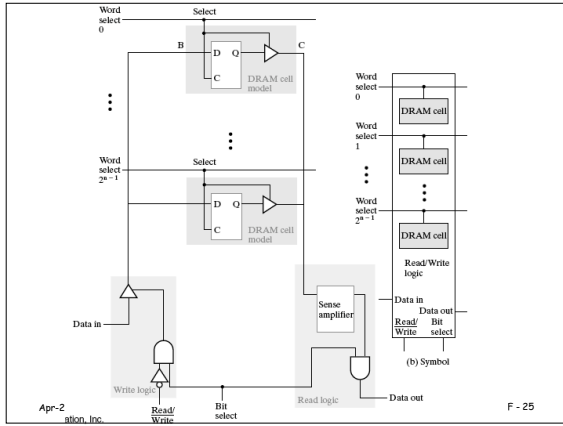 Word
select
0
Select
B
D
Q
C
C
DRAM cell
model
Word
select
2^n – 1
Select
D
Q
C
DRAM cell
model
Data in
Write logic
Read/
Write
Bit
select
Sense
amplifier
Read logic
Data out
Word
select
0
DRAM cell
Word
select
1
DRAM cell
Word
select
2^n – 1
DRAM cell
Read/Write
logic
Data in
Data out
Read/
Write
Bit
select
(b) Symbol
Apr-2
ation, Inc.
F - 25